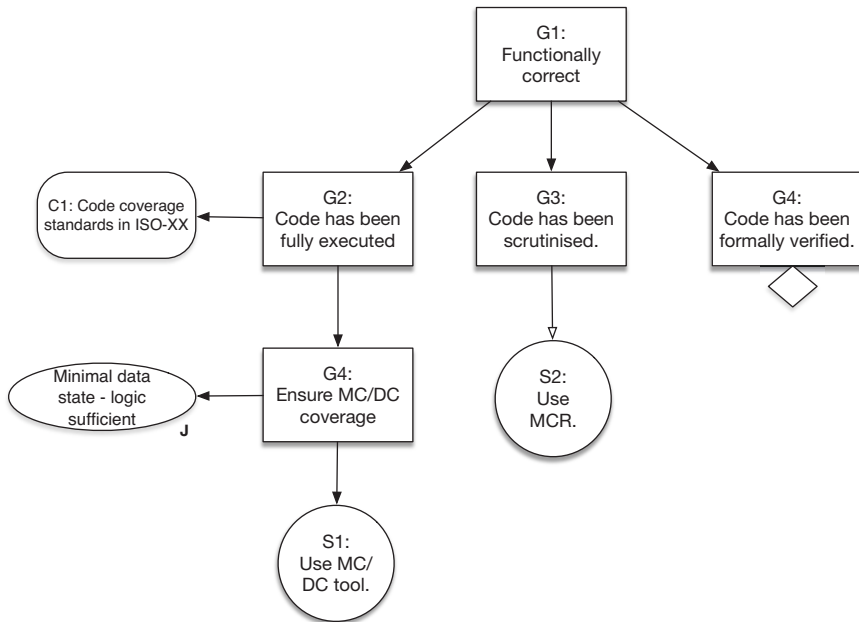 G1:
Functionally
correct
C1: Code coverage
standards in ISO-XX
G2:
Code has been
fully executed
G3:
Code has been
scrutinised.
G4:
Code has been
formally verified.
Minimal data
state - logic
sufficient
J
G4:
Ensure MC/DC
coverage
S2:
Use
MCR.
S1:
Use MC/
DC tool.